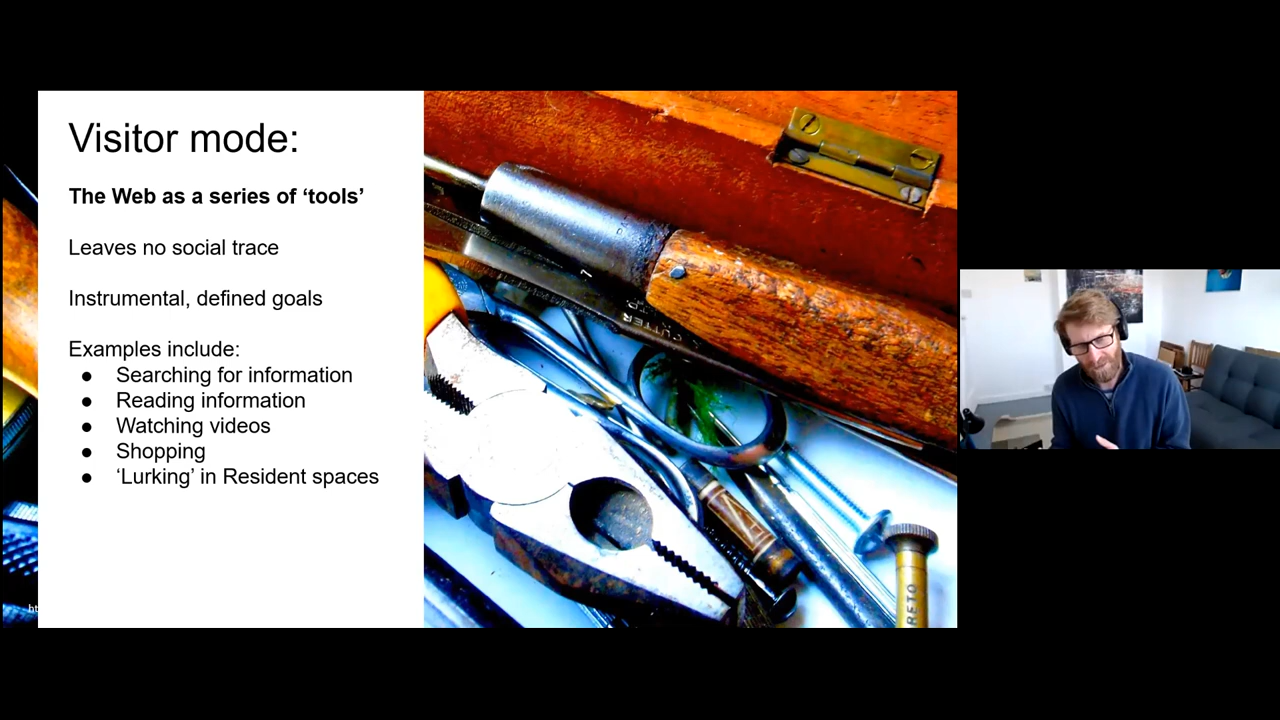 Visitor mode:
The Web as a series of ‘tools’
Leaves no social trace
Instrumental, defined goals
Examples include:
● Searching for information
● Reading information
● Watching videos
● Shopping
● ‘Lurking’ in Resident spaces